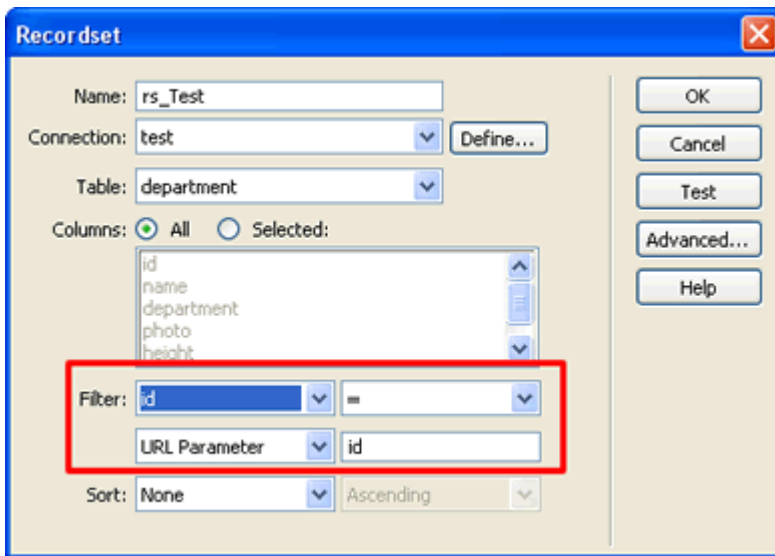 Recordset
Name: rs_Test
OK
Connection: test Define...
Cancel
Table: department
Test
Columns: All Selected:
Advanced...
id
name
Help
department
photo
height
Filter: id =
URL Parameter id
Sort: None Ascending